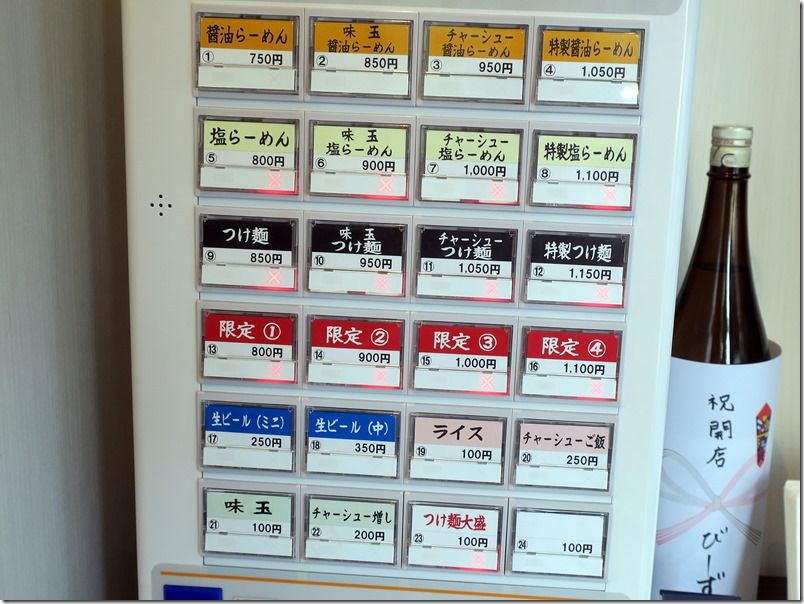 醤油らーめん
① 750円
味玉
醤油らーめん
② 850円
チャーシュー
醤油らーめん
③ 950円
特製醤油らーめん
④ 1,050円
塩らーめん
⑤ 800円
味玉
塩らーめん
⑥ 900円
チャーシュー
塩らーめん
⑦ 1,000円
特製塩らーめん
⑧ 1,100円
つけ麺
⑨ 850円
味玉
つけ麺
⑩ 950円
チャーシュー
つけ麺
⑪ 1,050円
特製つけ麺
⑫ 1,150円
限定①
⑬ 800円
限定②
⑭ 900円
限定③
⑮ 1,000円
限定④
⑯ 1,100円
生ビール(ミニ)
⑰ 250円
生ビール(中)
⑱ 350円
ライス
⑲ 100円
チャーシューご飯
⑳ 250円
味玉
㉑ 100円
チャーシュー増し
㉒ 200円
つけ麺大盛
㉓ 100円
㉔ 100円
祝開店
びーず